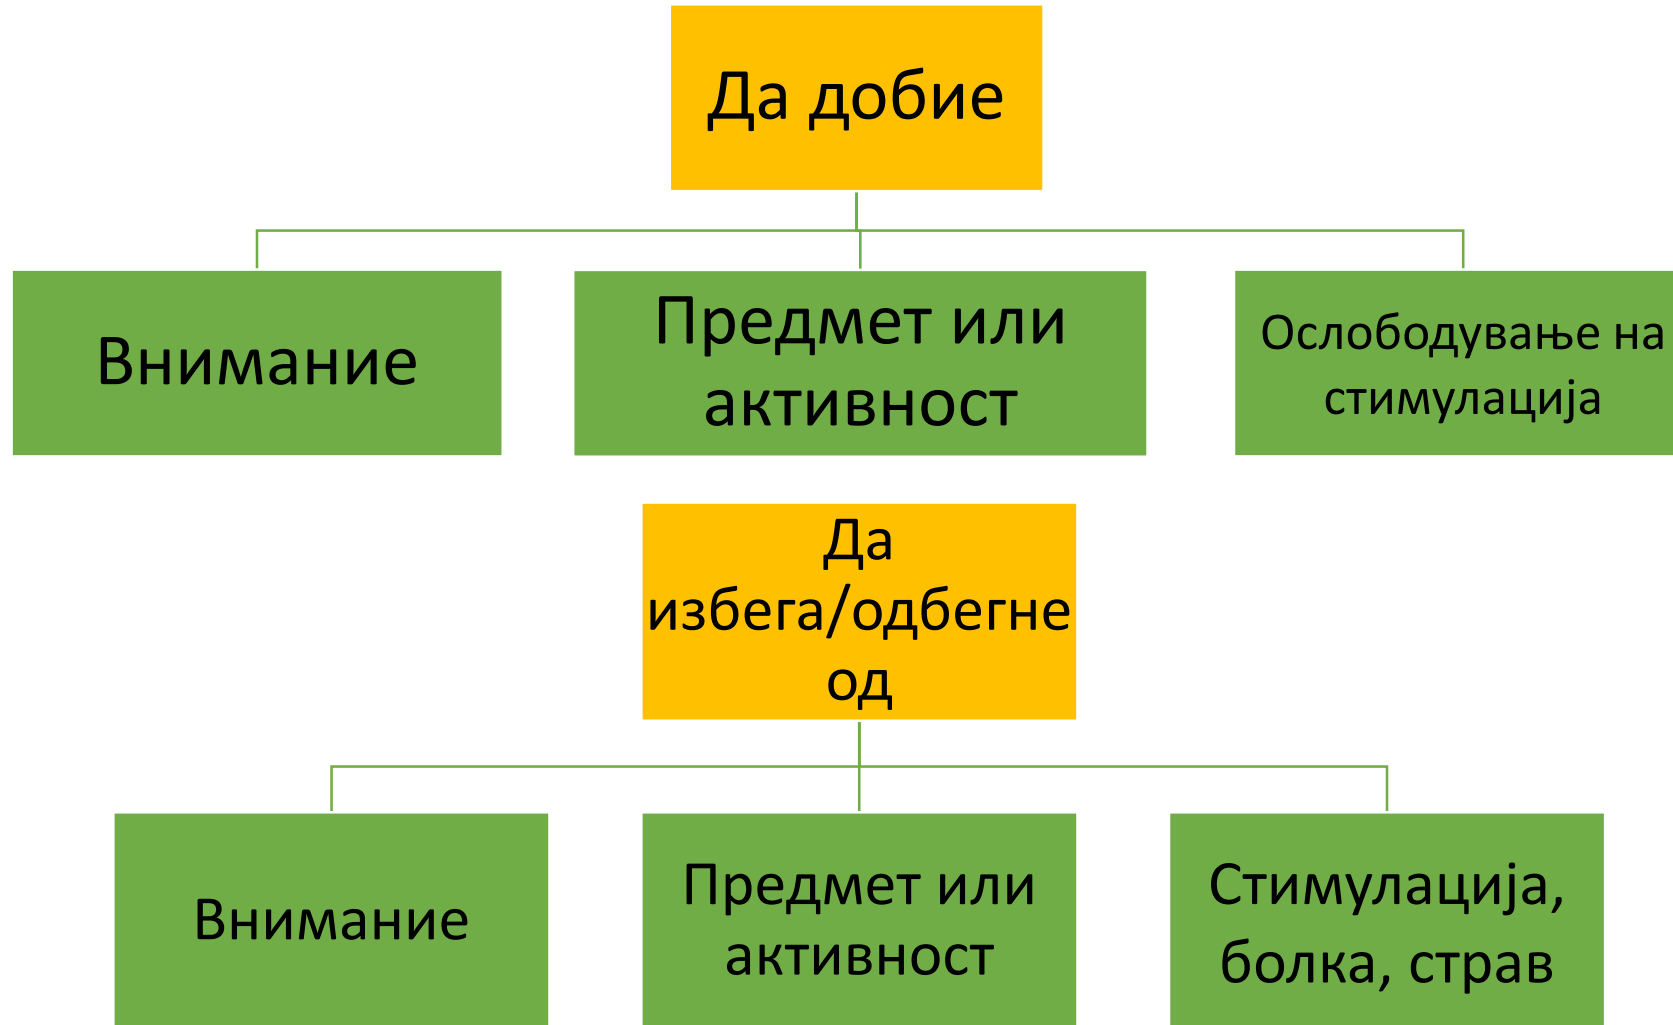 Да добие
Внимание
Предмет или
активност
Ослободување на
стимулација
Да
избега/одбегне
од
Внимание
Предмет или
активност
Стимулација,
болка, страв